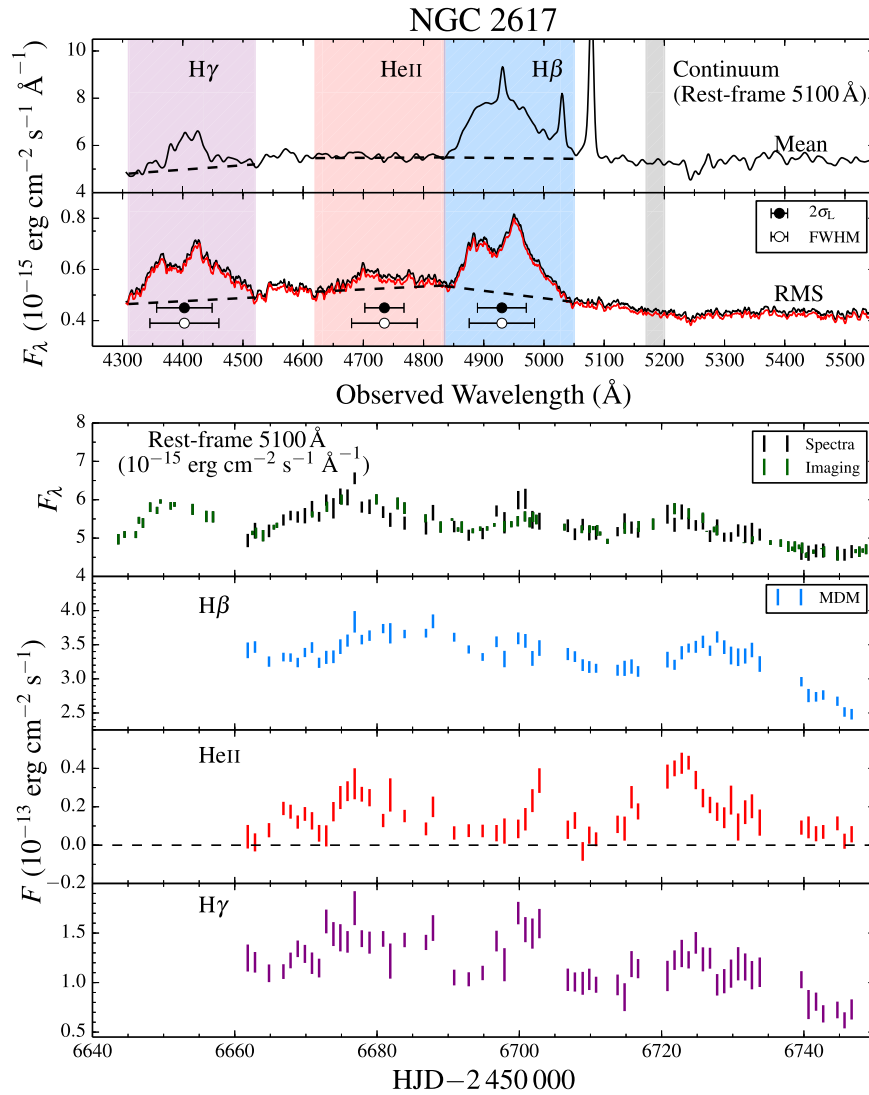 NGC 2617
Hγ
HeII
Hβ
Continuum
(Rest-frame 5100 Å)
Mean
10
8
6
4
2σL
FWHM
RMS
0.8
0.6
0.4
Fλ (10−15 erg cm−2 s−1 Å−1)
4300 4400 4500 4600 4700 4800 4900 5000 5100 5200 5300 5400 5500
Observed Wavelength (Å)
Rest-frame 5100 Å
(10−15 erg cm−2 s−1 Å−1)
Spectra
Imaging
8
7
6
5
4
Fλ
Hβ
MDM
4.0
3.5
3.0
2.5
HeII
0.4
0.2
0.0
−0.2
F (10−13 erg cm−2 s−1)
Hγ
1.5
1.0
0.5
6640 6660 6680 6700 6720 6740
HJD−2 450 000